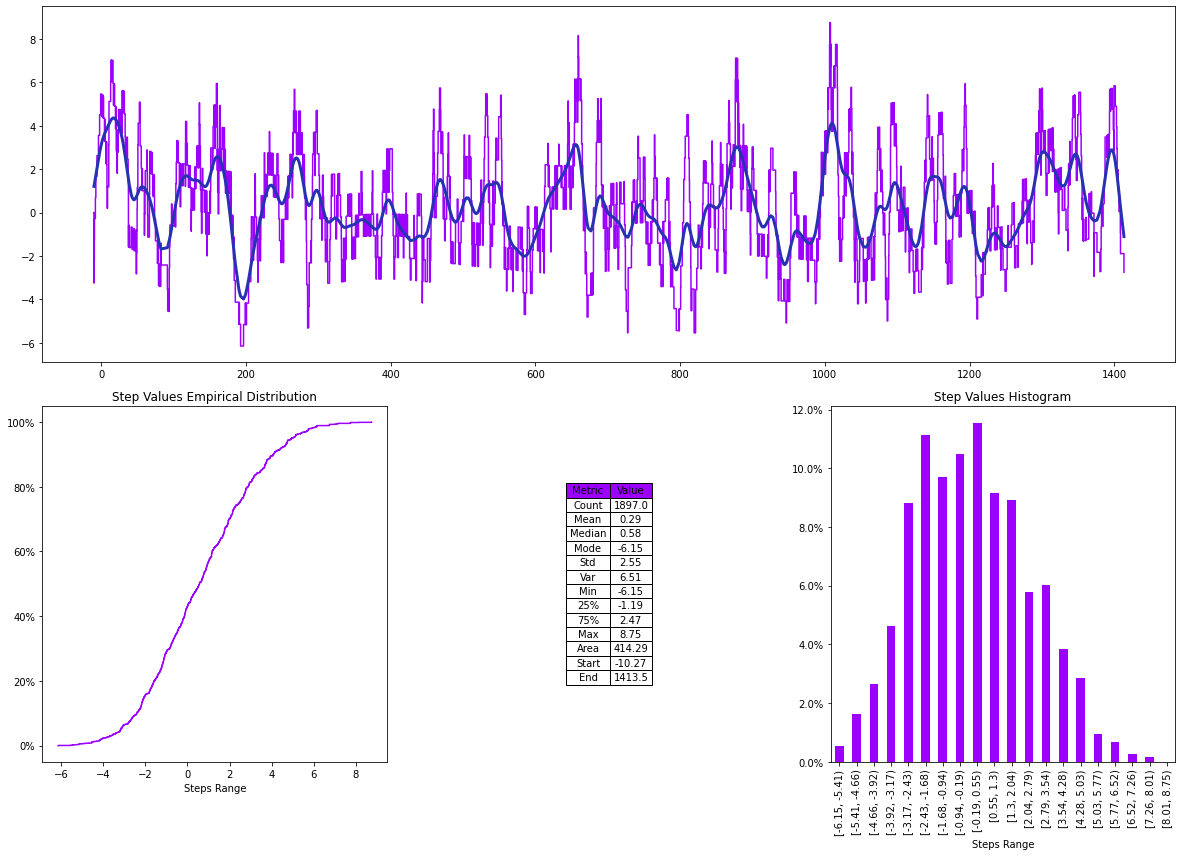 8
6
4
2
0
−2
−4
−6
0 200 400 600 800 1000 1200 1400
Step Values Empirical Distribution
100%
80%
60%
40%
20%
0%
−6 −4 −2 0 2 4 6 8
Steps Range
Metric Value
Count 1897.0
Mean 0.29
Median 0.58
Mode -6.15
Std 2.55
Var 6.51
Min -6.15
25% -1.19
75% 2.47
Max 8.75
Area 414.29
Start -10.27
End 1413.5
Step Values Histogram
12.0%
10.0%
8.0%
6.0%
4.0%
2.0%
0.0%
[-6.15, -5.41)
[-5.41, -4.66)
[-4.66, -3.92)
[-3.92, -3.17)
[-3.17, -2.43)
[-2.43, -1.68)
[-1.68, -0.94)
[-0.94, -0.19)
[-0.19, 0.55)
[0.55, 1.3)
[1.3, 2.04)
[2.04, 2.79)
[2.79, 3.54)
[3.54, 4.28)
[4.28, 5.03)
[5.03, 5.77)
[5.77, 6.52)
[6.52, 7.26)
[7.26, 8.01)
[8.01, 8.75)
Steps Range